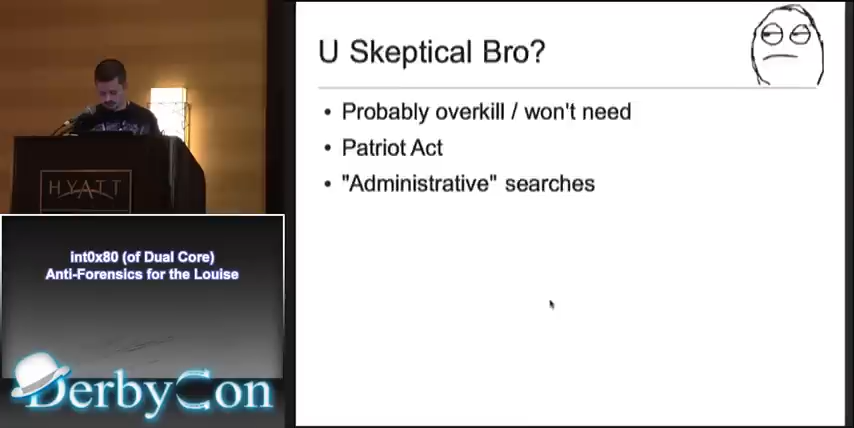 U Skeptical Bro?
• Probably overkill / won't need
• Patriot Act
• "Administrative" searches
HYATT
int0x80 (of Dual Core)
Anti-Forensics for the Louise
DerbyCon